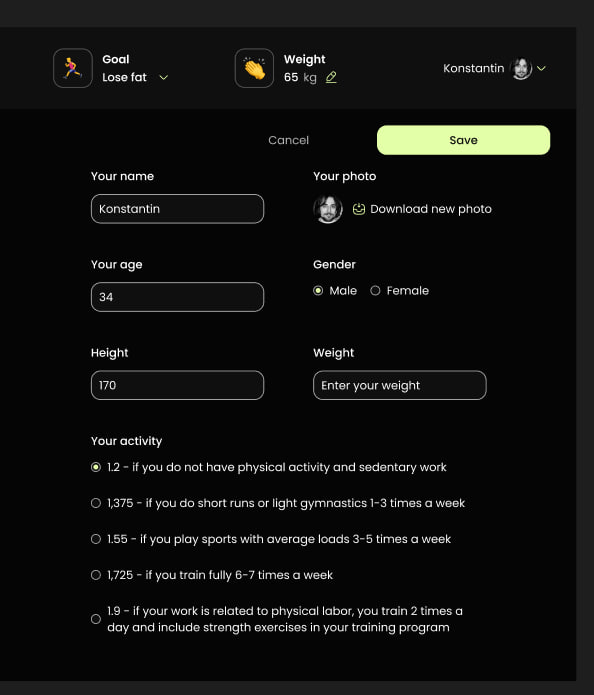 Goal
Lose fat
Weight
65 kg
Konstantin
Cancel
Save
Your name
Your photo
Konstantin
Download new photo
Your age
Gender
34
Male
Female
Height
Weight
170
Enter your weight
Your activity
1.2 - if you do not have physical activity and sedentary work
1,375 - if you do short runs or light gymnastics 1-3 times a week
1.55 - if you play sports with average loads 3-5 times a week
1,725 - if you train fully 6-7 times a week
1.9 - if your work is related to physical labor, you train 2 times a
day and include strength exercises in your training program